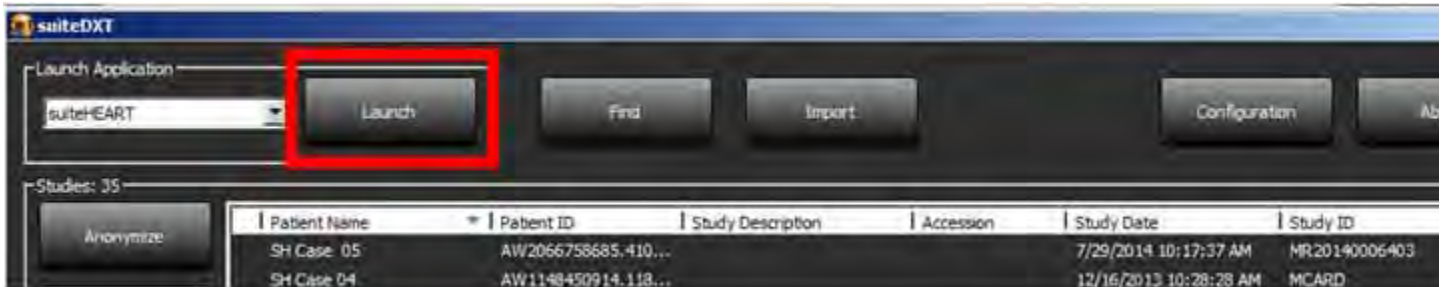 suiteDXT
Launch Application
suiteHEART
Launch
Find
Import
Configuration
Ab
Studies: 35
Anonymize
Patient Name
Patient ID
Study Description
Accession
Study Date
Study ID
SH Case 05
AW2066758685.410...
7/29/2014 10:17:37 AM
MR20140006403
SH Case 04
AW1148450914.118...
12/16/2013 10:28:28 AM
MCARD